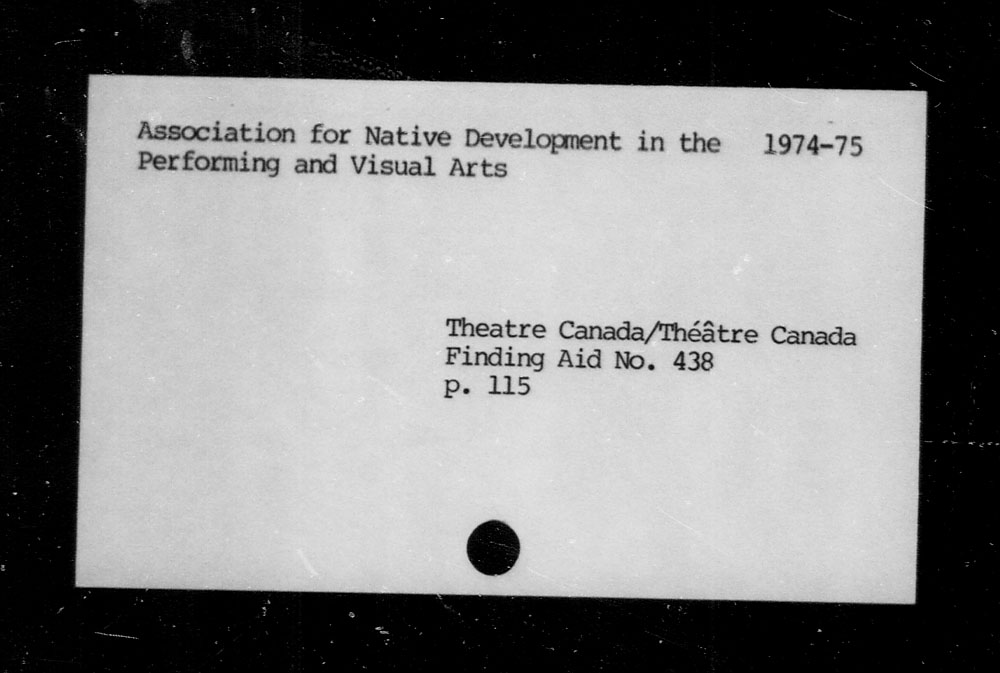 Association for Native Development in the 1974-75
Performing and Visual Arts
Theatre Canada/Théâtre Canada
Finding Aid No. 438
p. 115